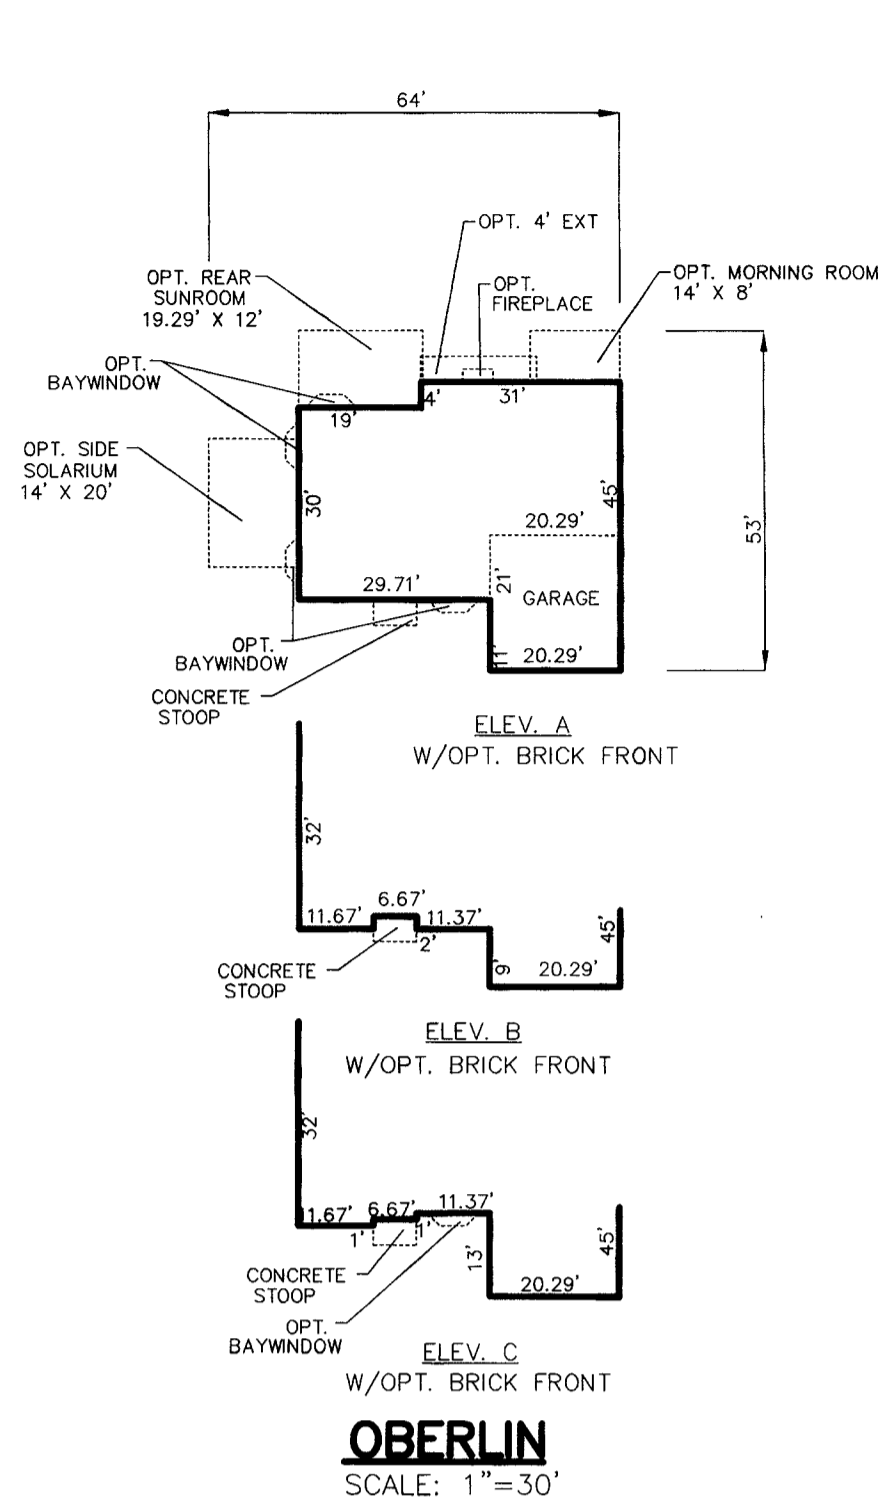 64'
OPT. 4' EXT
OPT. REAR
SUNROOM
19.29' X 12'
OPT.
FIREPLACE
OPT. MORNING ROOM
14' X 8'
OPT.
BAYWINDOW
4'
31'
19'
OPT. SIDE
SOLARIUM
14' X 20'
30'
45'
20.29'
53'
29.71'
21'
GARAGE
OPT.
BAYWINDOW
11'
20.29'
CONCRETE
STOOP
ELEV. A
W/OPT. BRICK FRONT
32'
6.67'
11.67'
11.37'
2'
45'
CONCRETE
STOOP
9'
20.29'
ELEV. B
W/OPT. BRICK FRONT
32'
11.67'
6.67'
11.37'
1'
1'
13'
45'
CONCRETE
STOOP
20.29'
OPT.
BAYWINDOW
ELEV. C
W/OPT. BRICK FRONT
OBERLIN
SCALE: 1"=30'